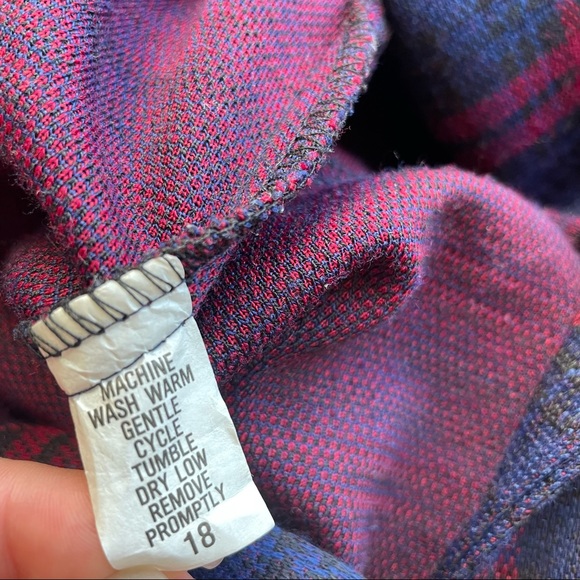 MACHINE
WASH WARM
GENTLE
CYCLE
TUMBLE
DRY LOW
REMOVE
PROMPTLY
18